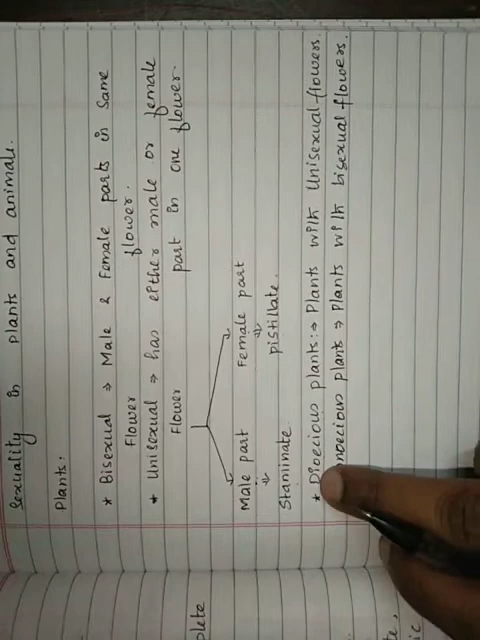 Sexuality in plants and animals.
Plants:
* Bisexual ⇒ Male & Female parts in same
Flower flower.
* Unisexual ⇒ has either male or female
Flower part in one flower.
Male part Female part
Staminate pistillate.
* Dioecious plants:⇒ Plants with Unisexual flowers.
noecious plants ⇒ Plants with bisexual flowers.
plete